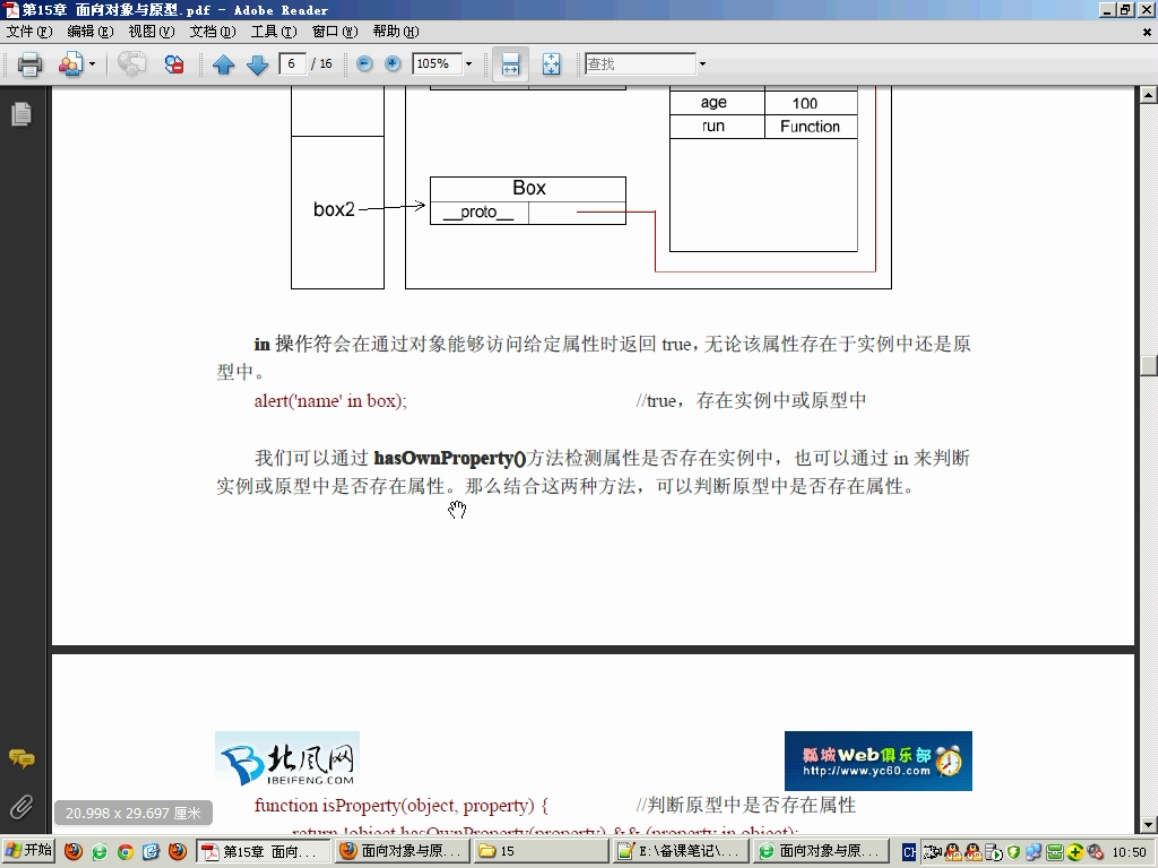 第15章 面向对象与原型.pdf - Adobe Reader
文件(F) 编辑(E) 视图(V) 文档(D) 工具(T) 窗口(W) 帮助(H)
6 / 16 105% 查找
age 100
run Function
Box
box2 __proto__
in 操作符会在通过对象能够访问给定属性时返回 true，无论该属性存在于实例中还是原
型中。
alert('name' in box); //true，存在实例中或原型中
我们可以通过 hasOwnProperty()方法检测属性是否存在实例中，也可以通过 in 来判断
实例或原型中是否存在属性。那么结合这两种方法，可以判断原型中是否存在属性。
北风网
IBEIFENG.COM
瓢城Web俱乐部
http://www.yc60.com
function isProperty(object, property) { //判断原型中是否存在属性
return !object.hasOwnProperty(property) && (property in object);
20.998 x 29.697 厘米
开始 第15章 面向... 面向对象与原... 15 E:\备课笔记\... 面向对象与原... CH 10:50